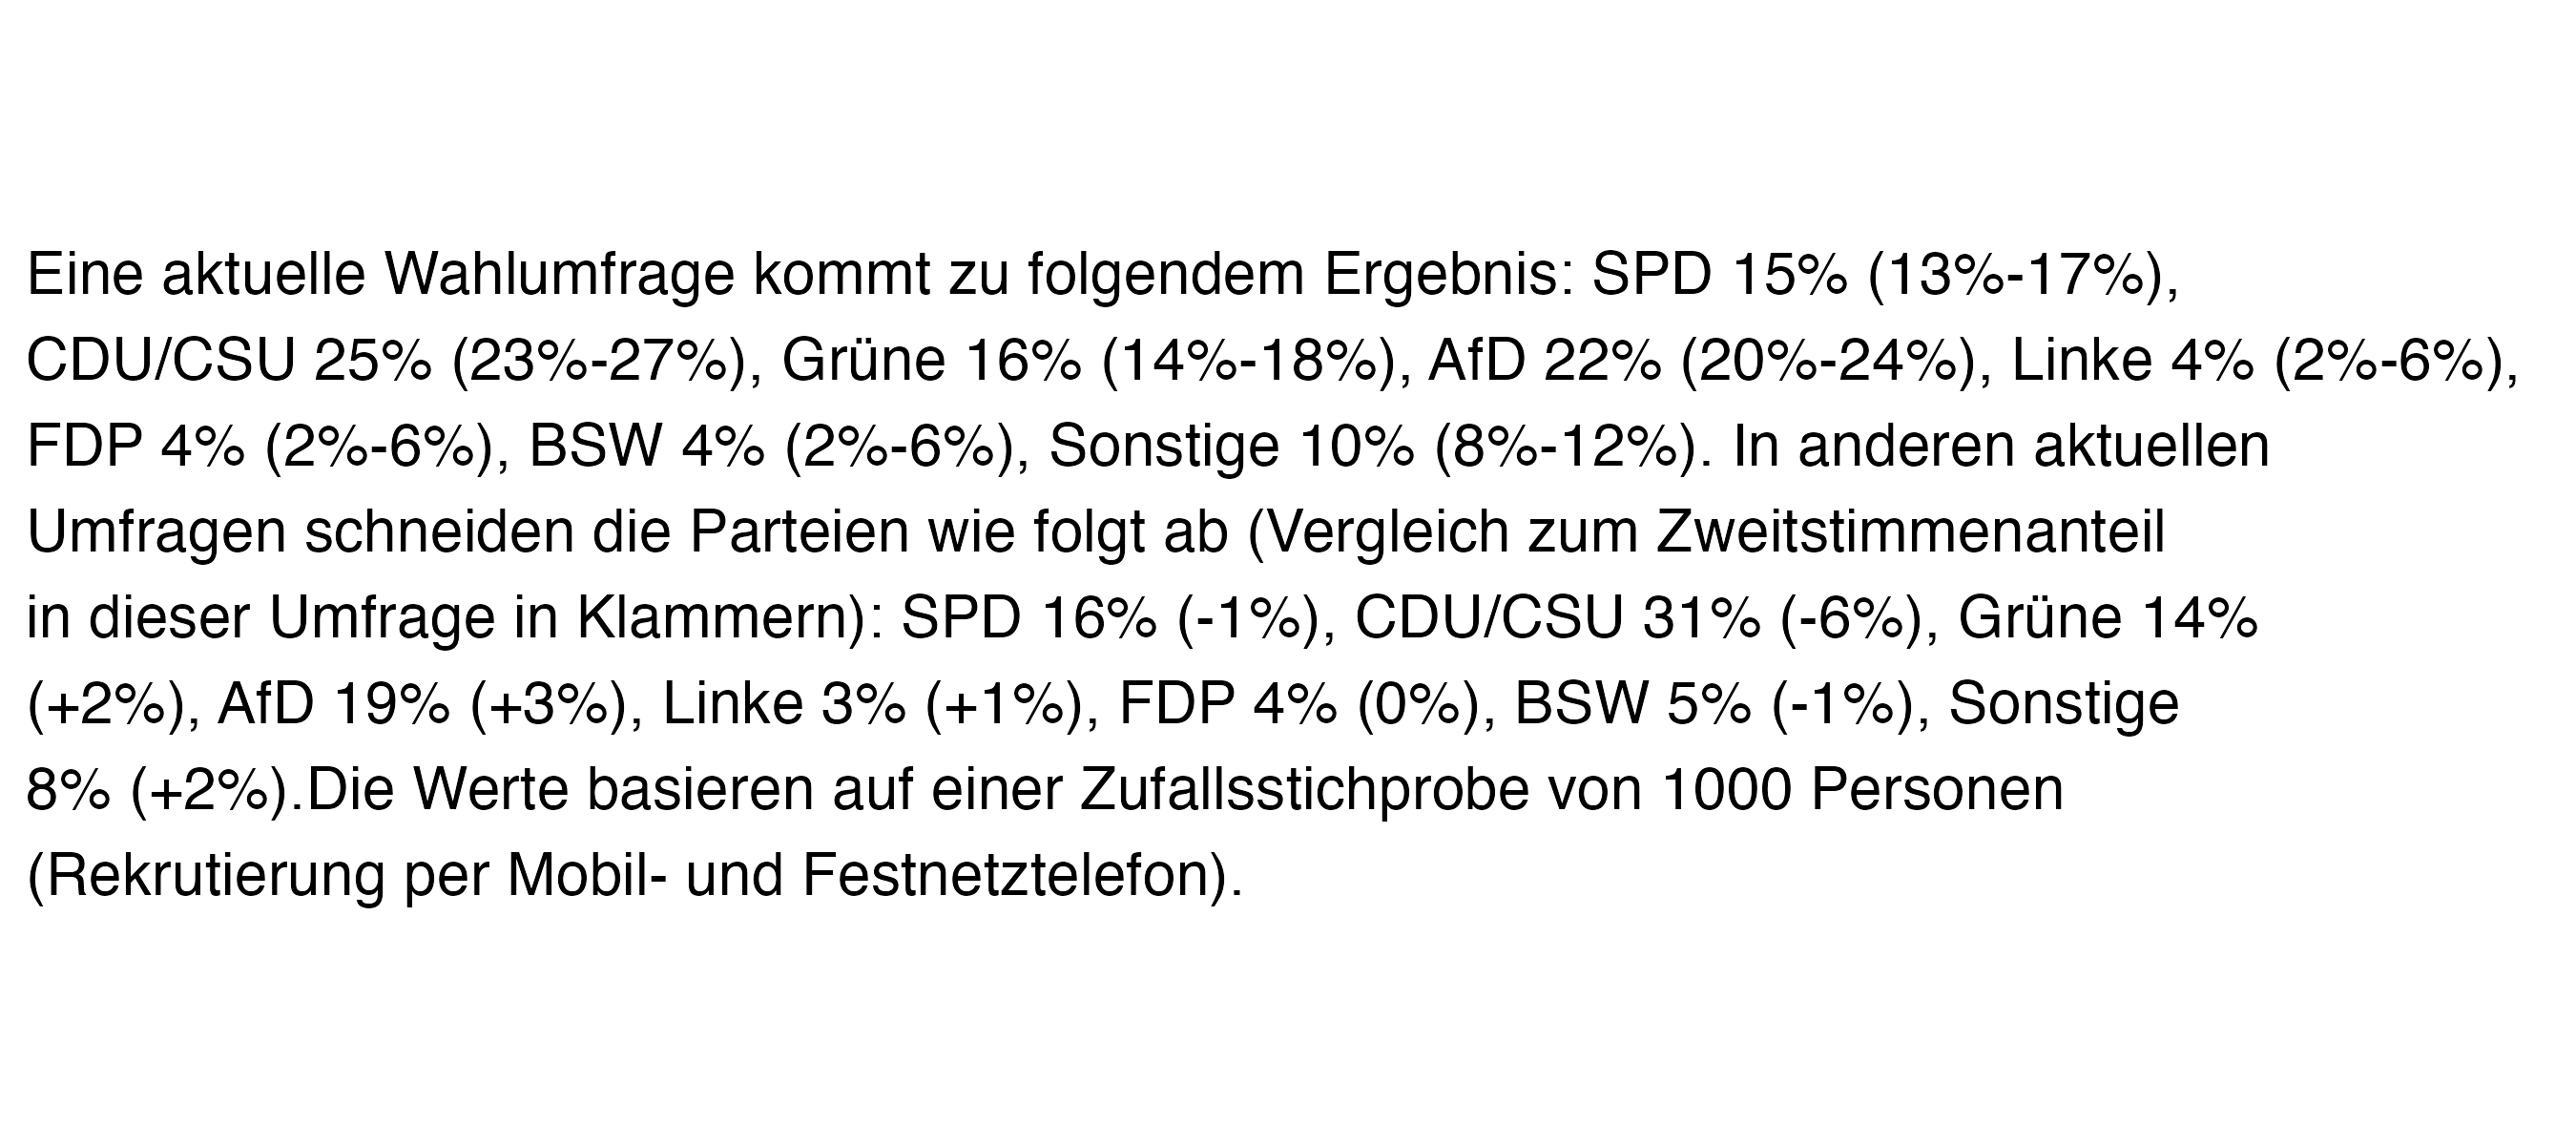 Eine aktuelle Wahlumfrage kommt zu folgendem Ergebnis: SPD 15% (13%-17%),
CDU/CSU 25% (23%-27%), Grüne 16% (14%-18%), AfD 22% (20%-24%), Linke 4% (2%-6%),
FDP 4% (2%-6%), BSW 4% (2%-6%), Sonstige 10% (8%-12%). In anderen aktuellen
Umfragen schneiden die Parteien wie folgt ab (Vergleich zum Zweitstimmenanteil
in dieser Umfrage in Klammern): SPD 16% (-1%), CDU/CSU 31% (-6%), Grüne 14%
(+2%), AfD 19% (+3%), Linke 3% (+1%), FDP 4% (0%), BSW 5% (-1%), Sonstige
8% (+2%).Die Werte basieren auf einer Zufallsstichprobe von 1000 Personen
(Rekrutierung per Mobil- und Festnetztelefon).